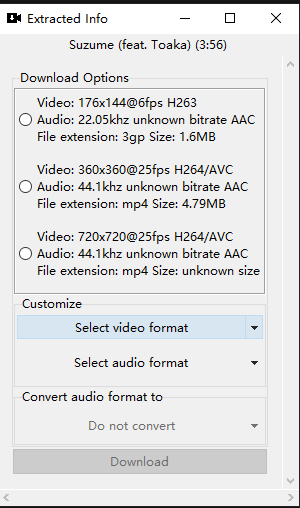 Extracted Info
Suzume (feat. Toaka) (3:56)
Download Options
Video: 176x144@6fps H263
Audio: 22.05khz unknown bitrate AAC
File extension: 3gp Size: 1.6MB
Video: 360x360@25fps H264/AVC
Audio: 44.1khz unknown bitrate AAC
File extension: mp4 Size: 4.79MB
Video: 720x720@25fps H264/AVC
Audio: 44.1khz unknown bitrate AAC
File extension: mp4 Size: unknown size
Customize
Select video format
Select audio format
Convert audio format to
Do not convert
Download